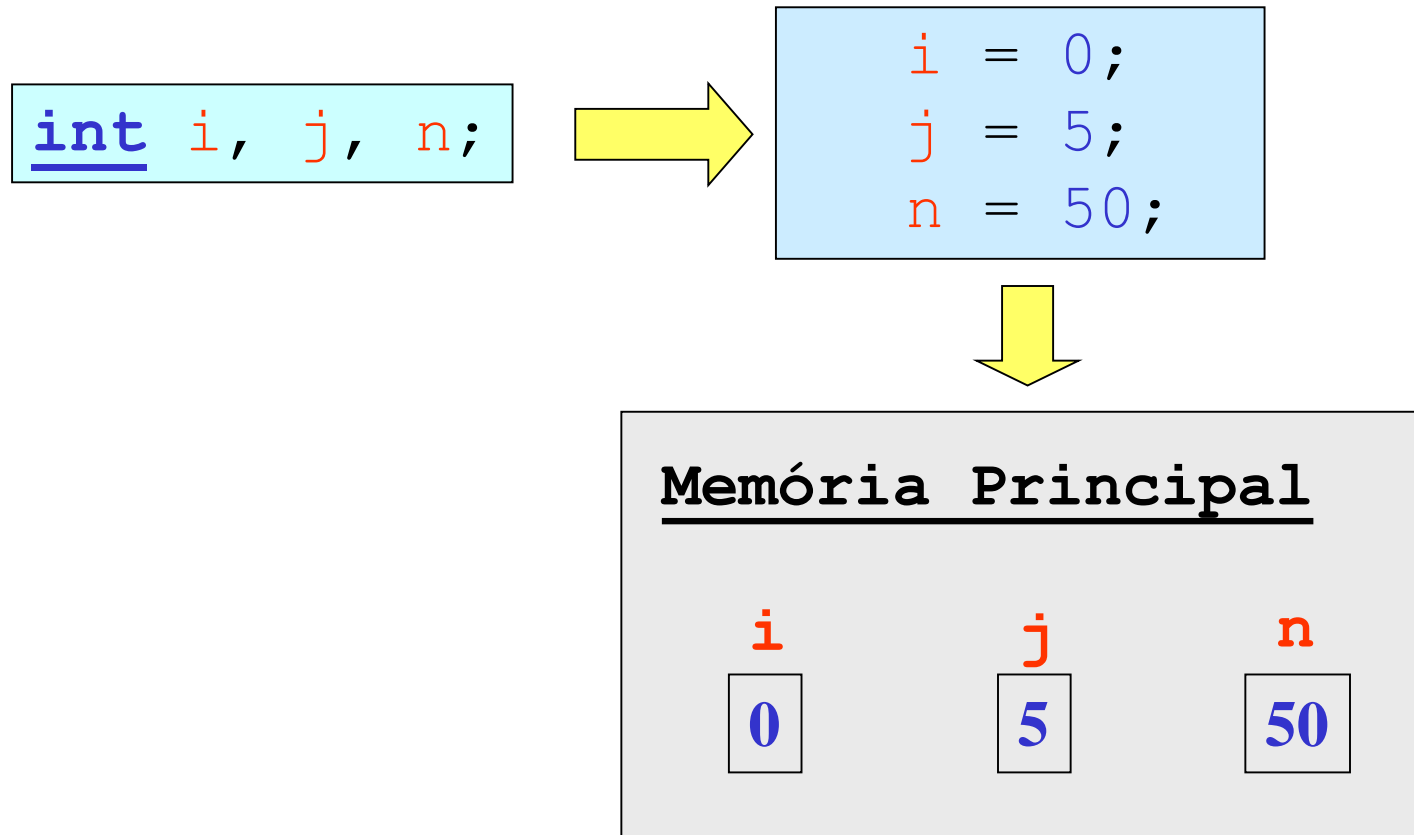 int i, j, n;
i = 0;
j = 5;
n = 50;
Memória Principal
i j n
0 5 50